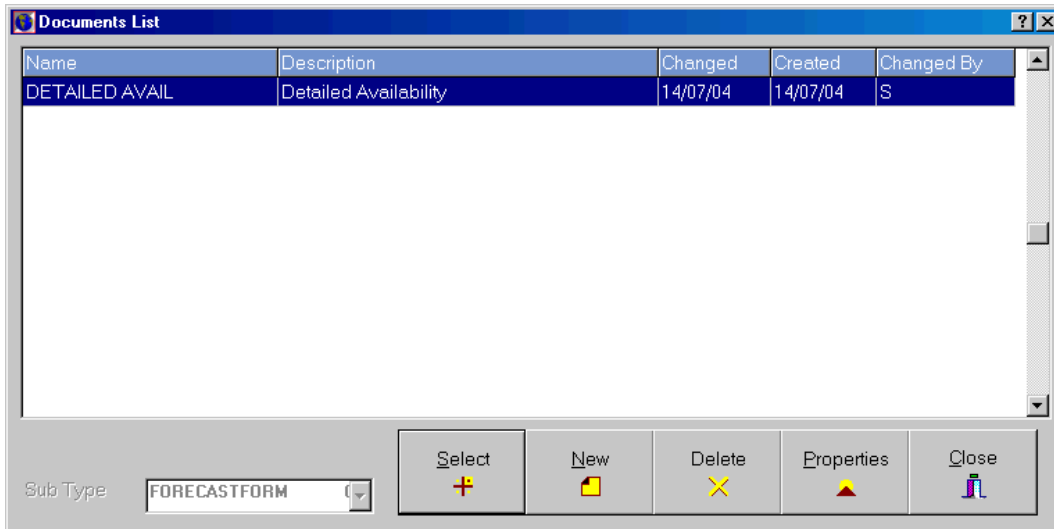 Documents List
Name Description Changed Created Changed By
DETAILED AVAIL Detailed Availability 14/07/04 14/07/04 S
Select New Delete Properties Close
Sub Type FORECASTFORM